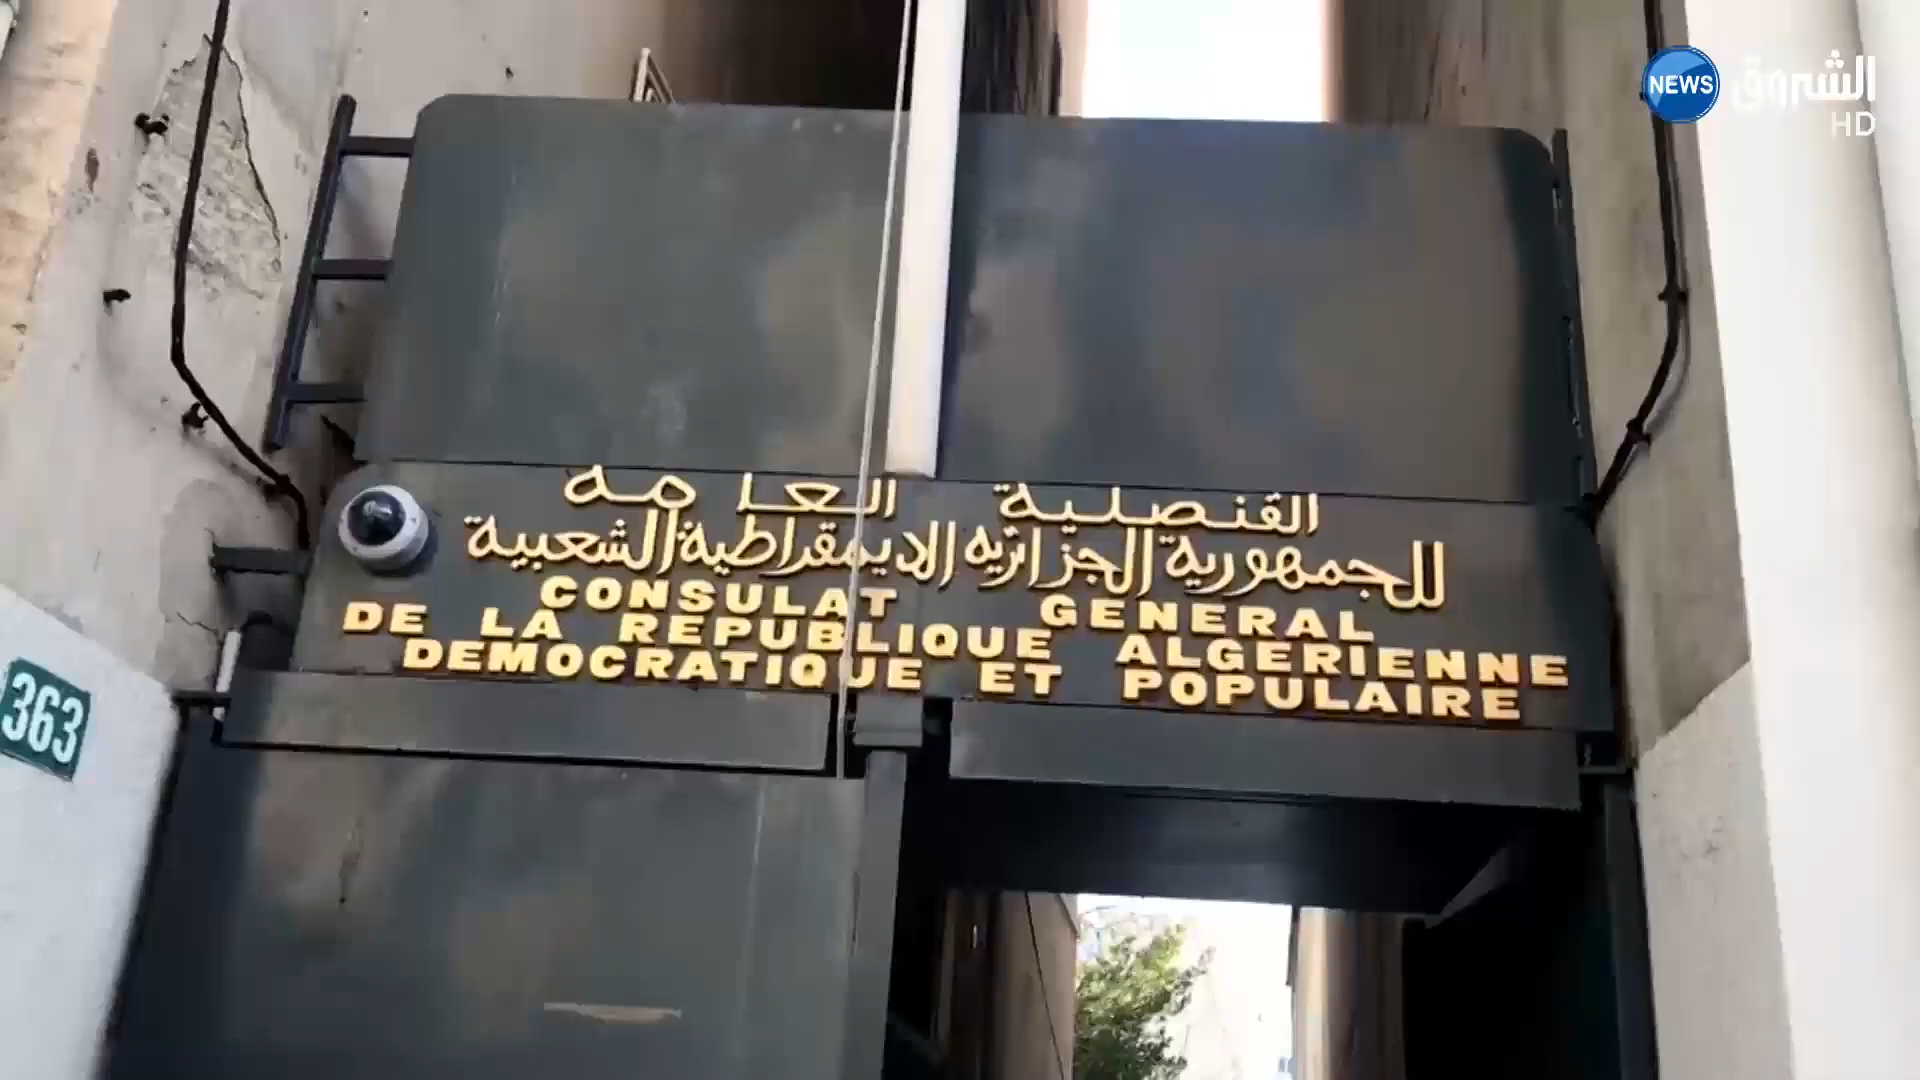 NEWS الشروق
HD
القنصلية العامة
للجمهورية الجزائرية الديمقراطية الشعبية
CONSULAT GENERAL
DE LA REPUBLIQUE ALGERIENNE
DEMOCRATIQUE ET POPULAIRE
363